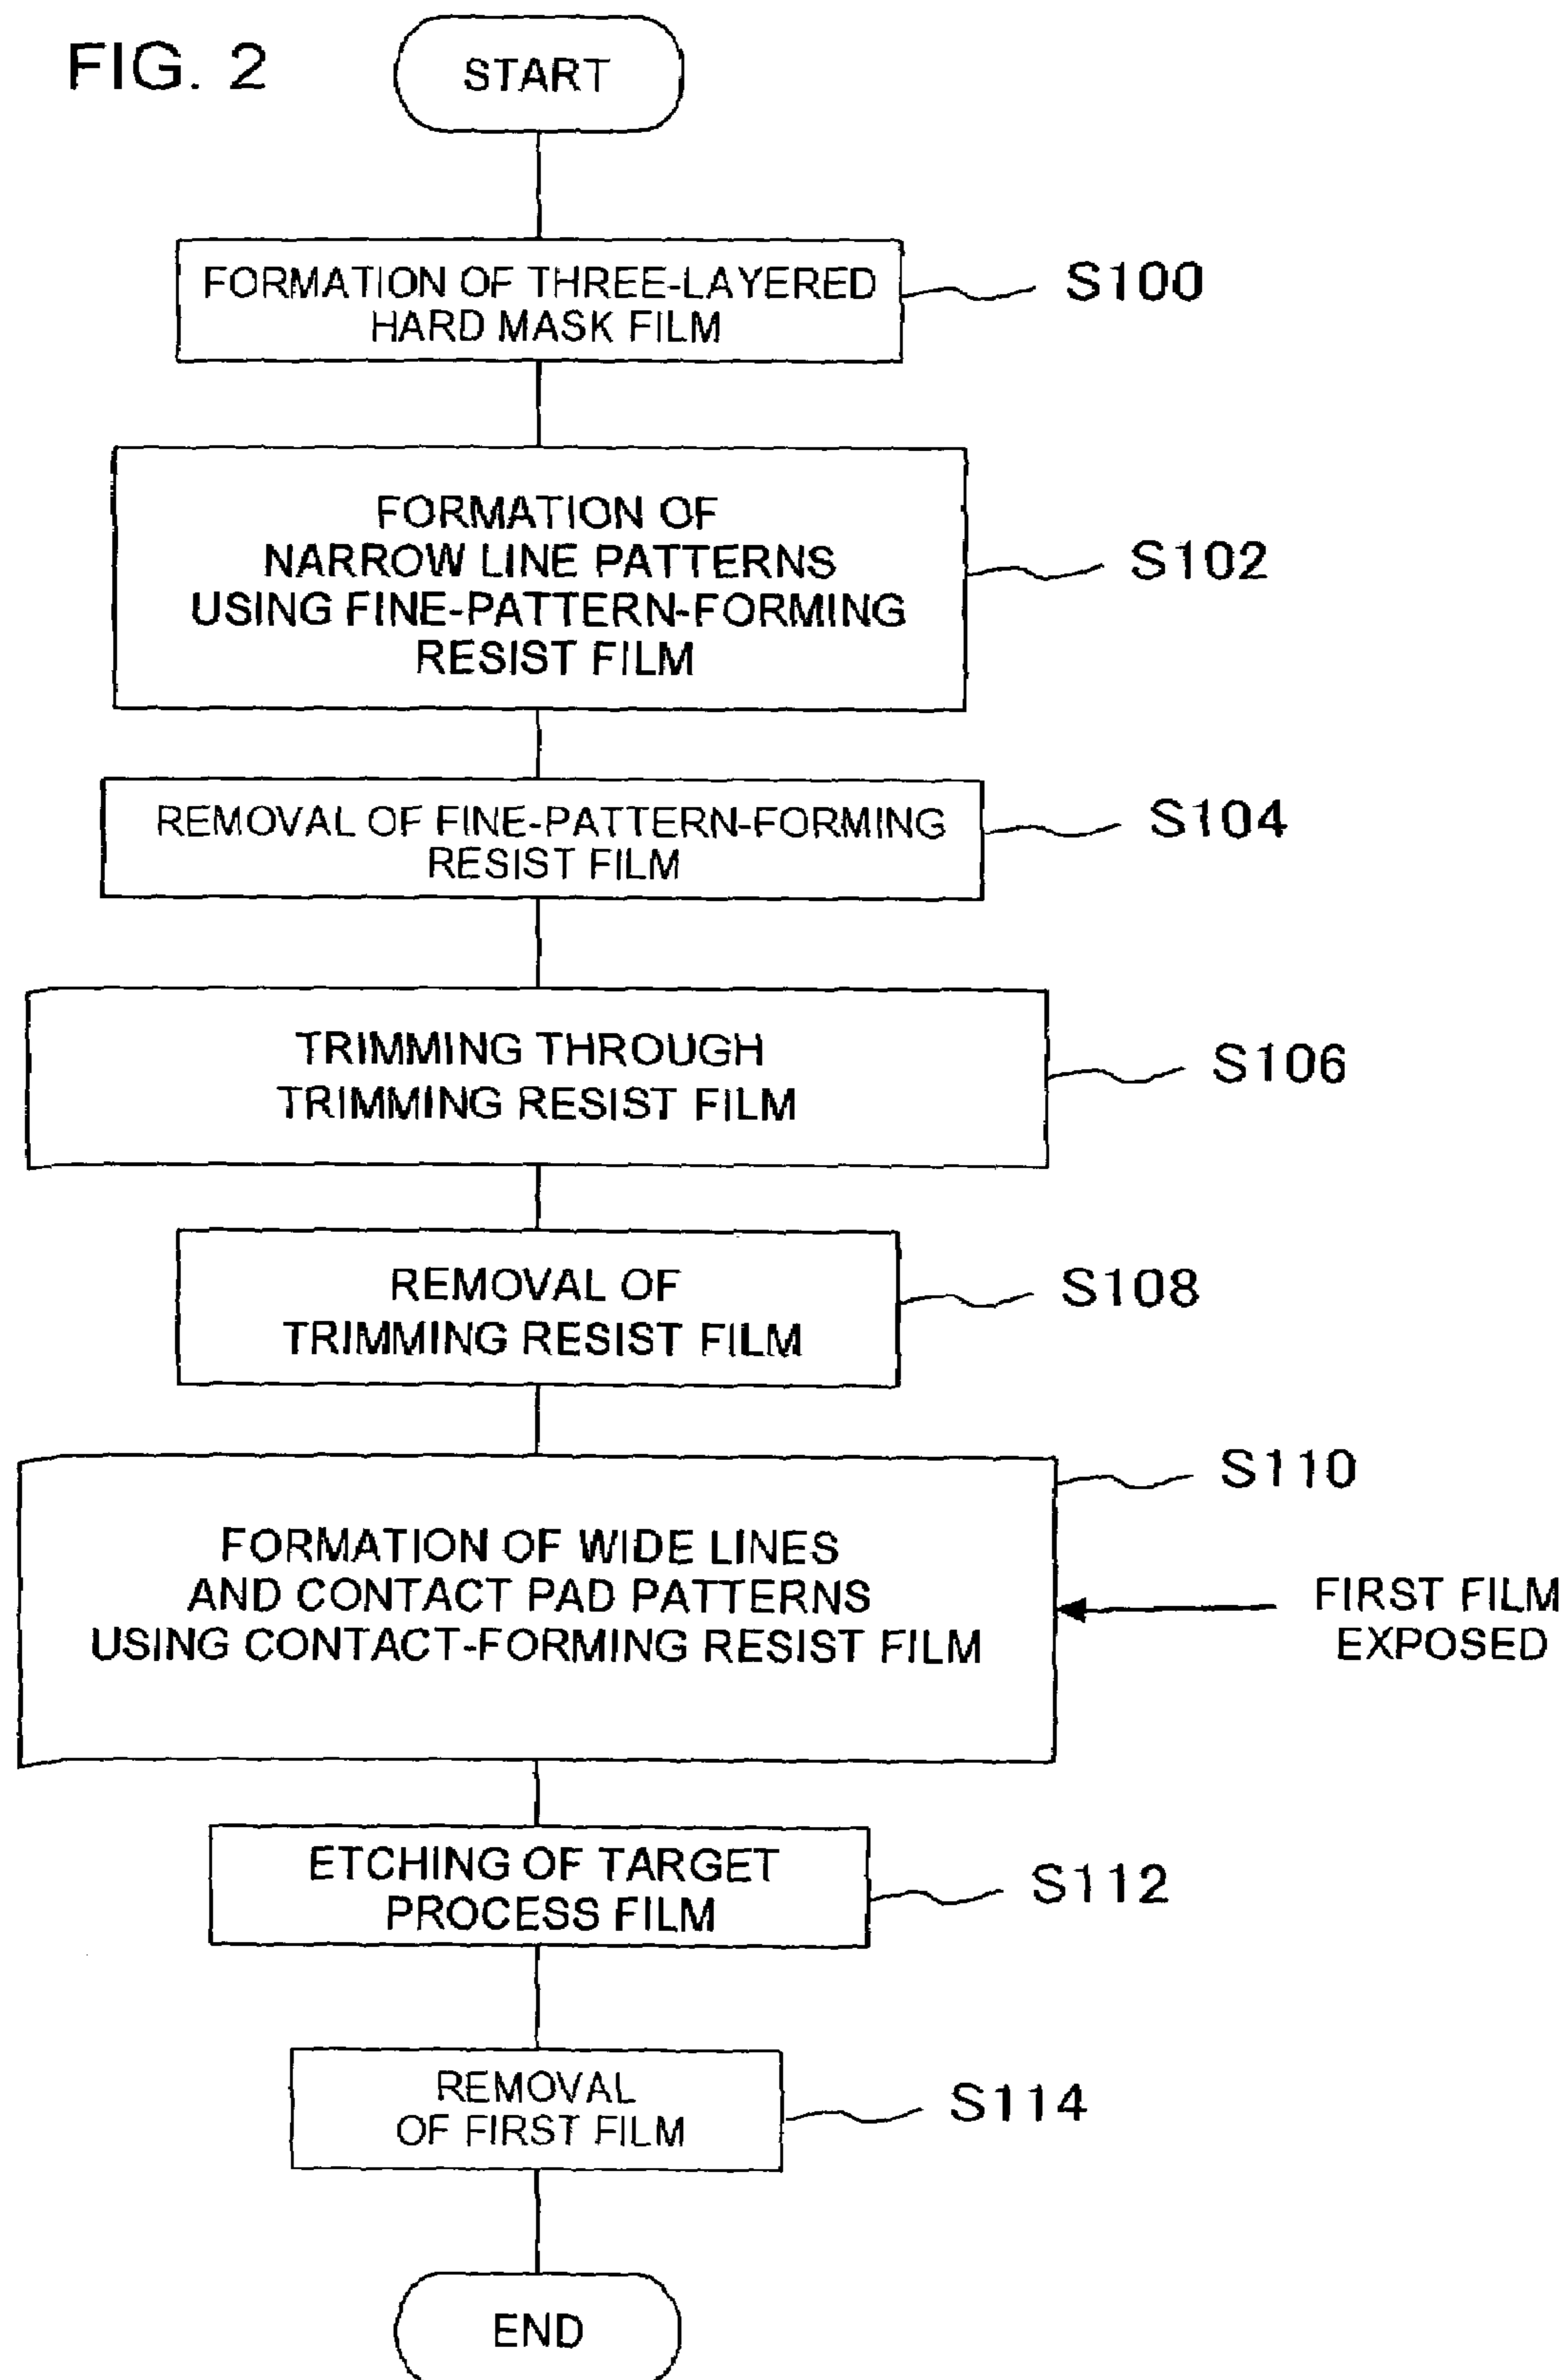 FIG. 2
START
FORMATION OF THREE-LAYERED
HARD MASK FILM
S100
FORMATION OF
NARROW LINE PATTERNS
USING FINE-PATTERN-FORMING
RESIST FILM
S102
REMOVAL OF FINE-PATTERN-FORMING
RESIST FILM
S104
TRIMMING THROUGH
TRIMMING RESIST FILM
S106
REMOVAL OF
TRIMMING RESIST FILM
S108
FORMATION OF WIDE LINES
AND CONTACT PAD PATTERNS
USING CONTACT-FORMING RESIST FILM
S110
FIRST FILM
EXPOSED
ETCHING OF TARGET
PROCESS FILM
S112
REMOVAL
OF FIRST FILM
S114
END